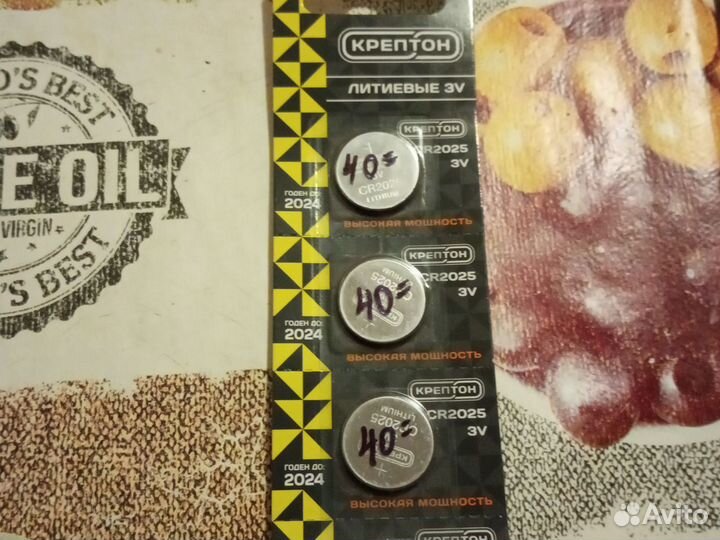 D'S BEST
E OIL
VIRGIN
'S BEST
КРЕПТОН
ЛИТИЕВЫЕ 3V
КРЕПТОН
CR2025
3V
40=
CR2025
LITHIUM
ГОДЕН ДО:
2024
ВЫСОКАЯ МОЩНОСТЬ
КРЕПТОН
CR2025
3V
40=
ГОДЕН ДО:
2024
ВЫСОКАЯ МОЩНОСТЬ
КРЕПТОН
CR2025
3V
LITHIUM
CR2025
40=
ГОДЕН ДО:
2024
ВЫСОКАЯ МОЩНОСТЬ
КРЕПТОН
Avito